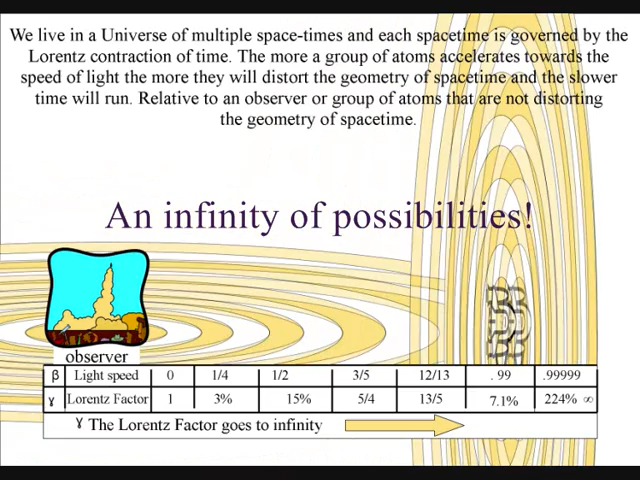 We live in a Universe of multiple space-times and each spacetime is governed by the
Lorentz contraction of time. The more a group of atoms accelerates towards the
speed of light the more they will distort the geometry of spacetime and the slower
time will run. Relative to an observer or group of atoms that are not distorting
the geometry of spacetime.
An infinity of possibilities!
observer
β Light speed 0 1/4 1/2 3/5 12/13 . 99 .99999
γ Lorentz Factor 1 3% 15% 5/4 13/5 7.1% 224% ∞
γ The Lorentz Factor goes to infinity